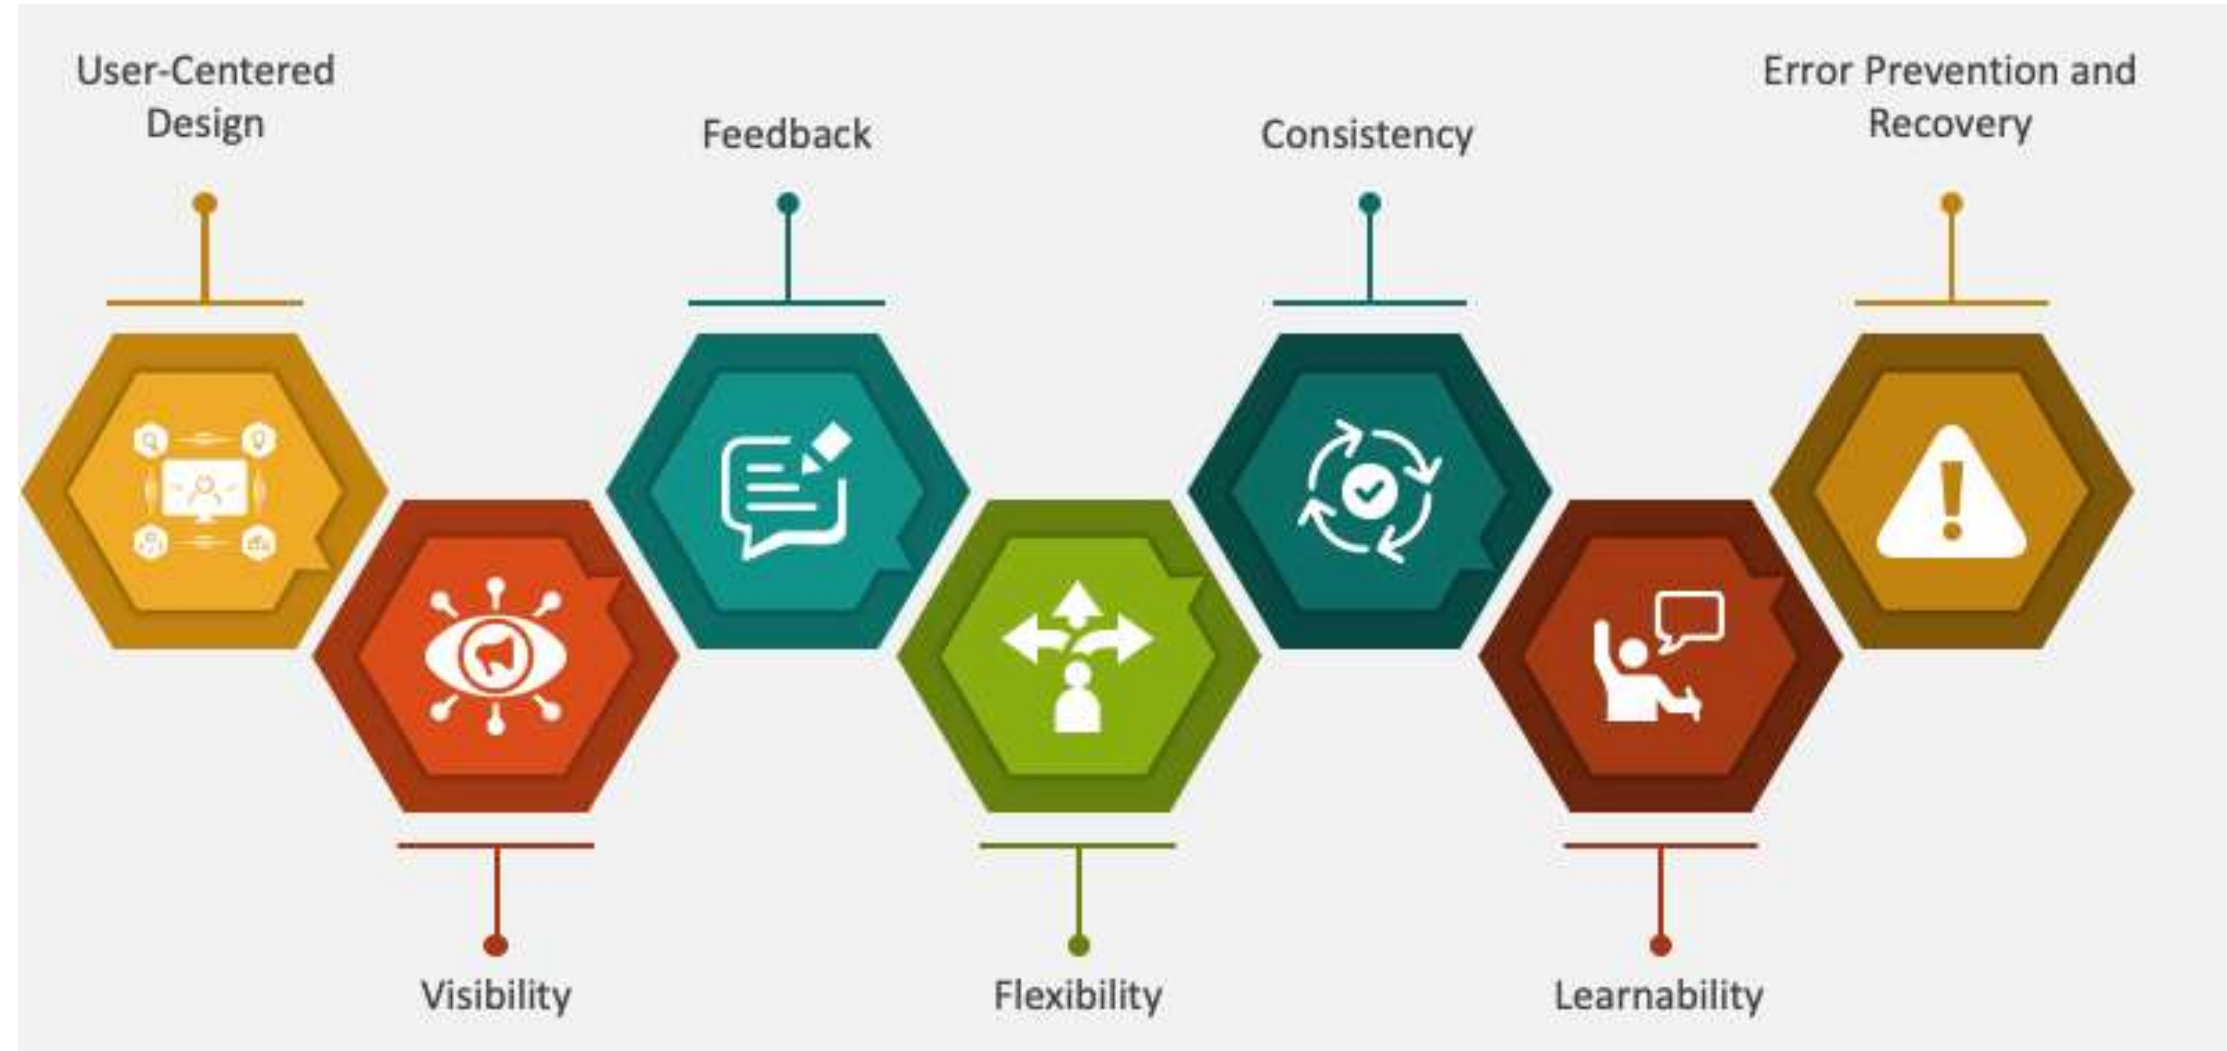 User-Centered
Design
Visibility
Feedback
Flexibility
Consistency
Learnability
Error Prevention and
Recovery